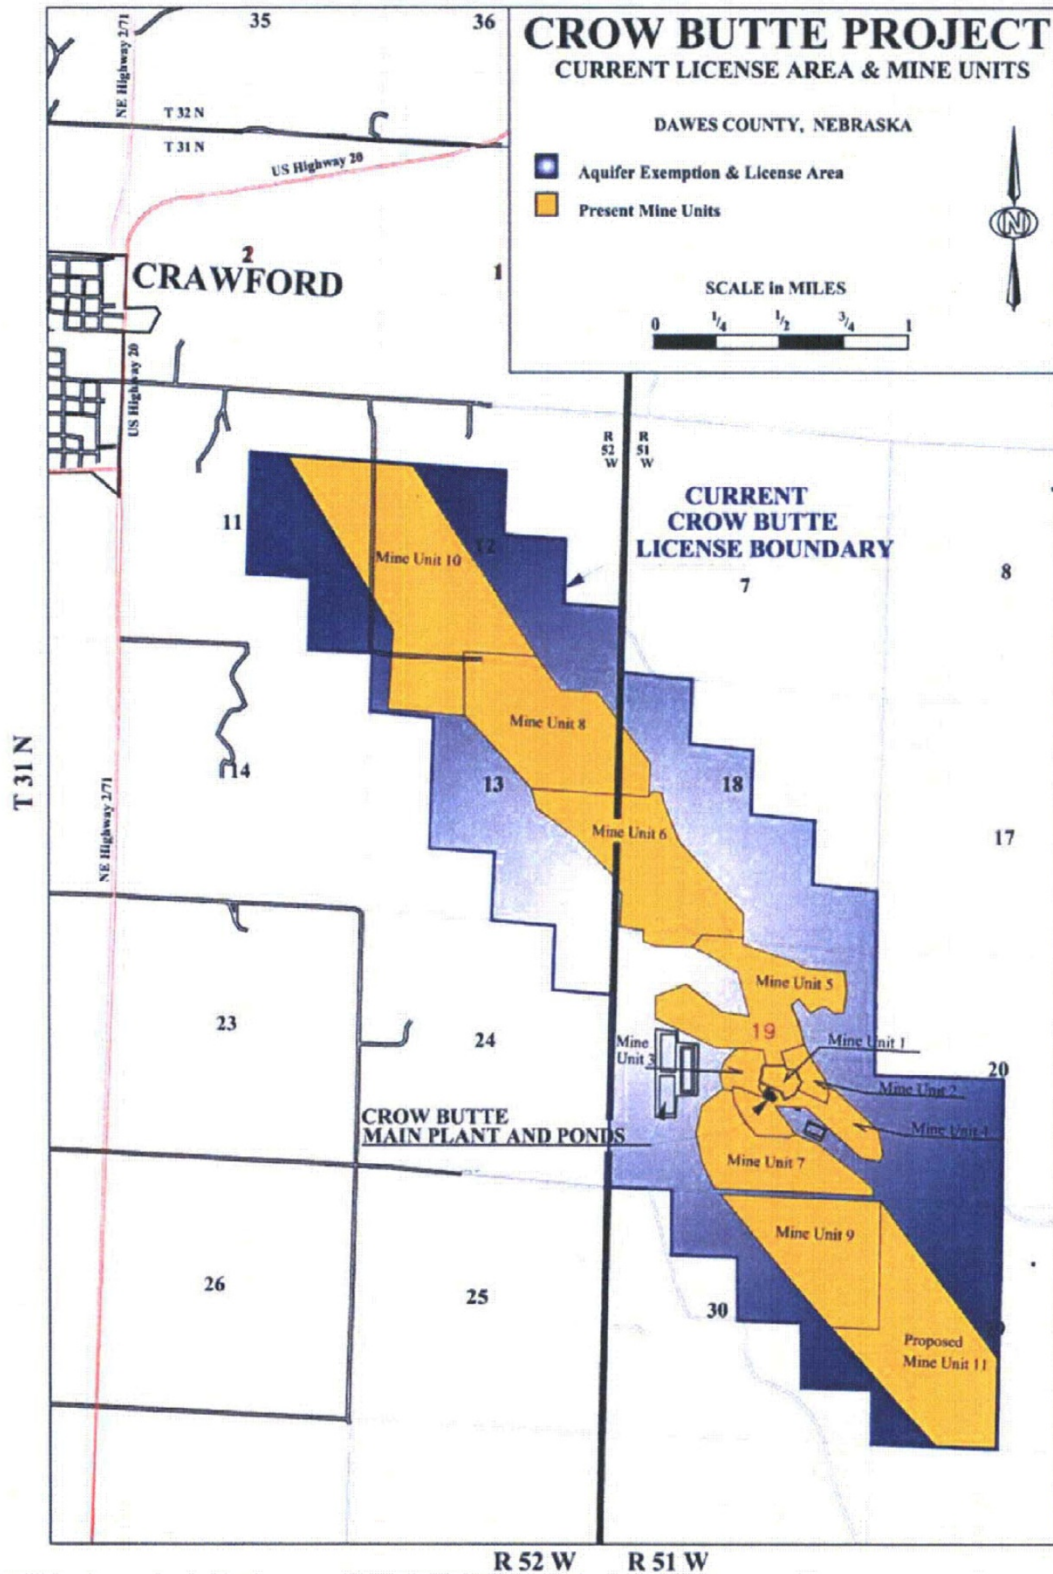 35
36
CROW BUTTE PROJECT
CURRENT LICENSE AREA & MINE UNITS
DAWES COUNTY, NEBRASKA
Aquifer Exemption & License Area
Present Mine Units
N
SCALE in MILES
0 1/4 1/2 3/4 1
NE Highway 2/71
T 32 N
T 31 N
US Highway 20
2
1
CRAWFORD
US Highway 20
R R
52 51
W W
CURRENT
CROW BUTTE
LICENSE BOUNDARY
11
12
7
8
Mine Unit 10
Mine Unit 8
14
13
18
17
T 31 N
NE Highway 2/71
Mine Unit 6
Mine Unit 5
23
24
19
20
Mine
Unit 3
Mine Unit 1
Mine Unit 2
Mine Unit 4
CROW BUTTE
MAIN PLANT AND PONDS
Mine Unit 7
Mine Unit 9
26
25
30
Proposed
Mine Unit 11
R 52 W R 51 W